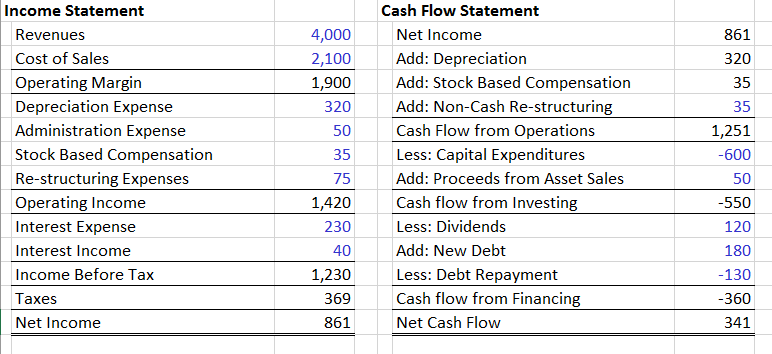 Income Statement
Revenues 4,000
Cost of Sales 2,100
Operating Margin 1,900
Depreciation Expense 320
Administration Expense 50
Stock Based Compensation 35
Re-structuring Expenses 75
Operating Income 1,420
Interest Expense 230
Interest Income 40
Income Before Tax 1,230
Taxes 369
Net Income 861
Cash Flow Statement
Net Income 861
Add: Depreciation 320
Add: Stock Based Compensation 35
Add: Non-Cash Re-structuring 35
Cash Flow from Operations 1,251
Less: Capital Expenditures -600
Add: Proceeds from Asset Sales 50
Cash flow from Investing -550
Less: Dividends 120
Add: New Debt 180
Less: Debt Repayment -130
Cash flow from Financing -360
Net Cash Flow 341